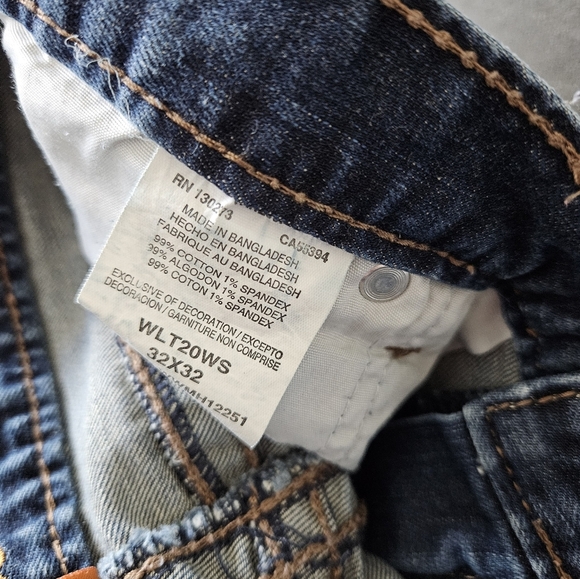 RN 130273
CA55394
MADE IN BANGLADESH
HECHO EN BANGLADESH
FABRIQUE AU BANGLADESH
99% COTTON 1% SPANDEX
99% ALGODON 1% SPANDEX
99% COTON 1% SPANDEX
EXCLUSIVE OF DECORATION / EXCEPTO
DECORACION / GARNITURE NON COMPRISE
WLT20WS
32X32